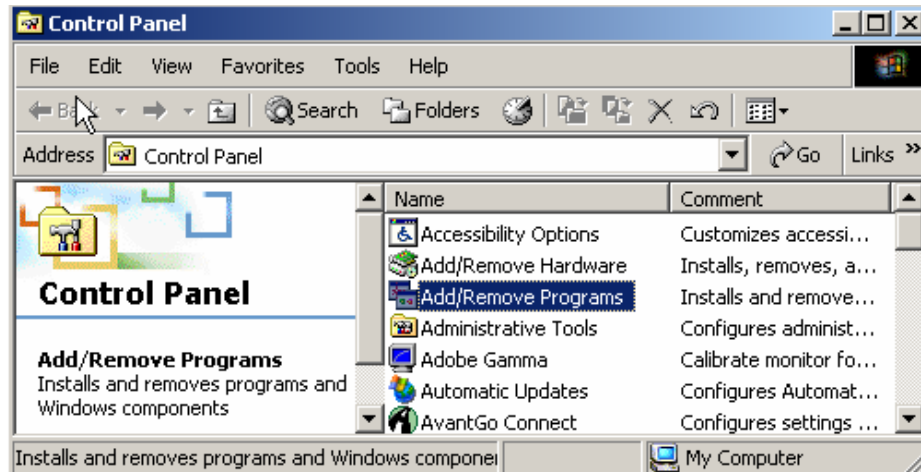 Control Panel
File Edit View Favorites Tools Help
Back Search Folders
Address Control Panel Go Links »
Name Comment
Accessibility Options Customizes accessi...
Add/Remove Hardware Installs, removes, a...
Add/Remove Programs Installs and remove...
Administrative Tools Configures administ...
Adobe Gamma Calibrate monitor fo...
Automatic Updates Configures Automat...
AvantGo Connect Configures settings ...
Control Panel
Add/Remove Programs
Installs and removes programs and
Windows components
Installs and removes programs and Windows componen My Computer